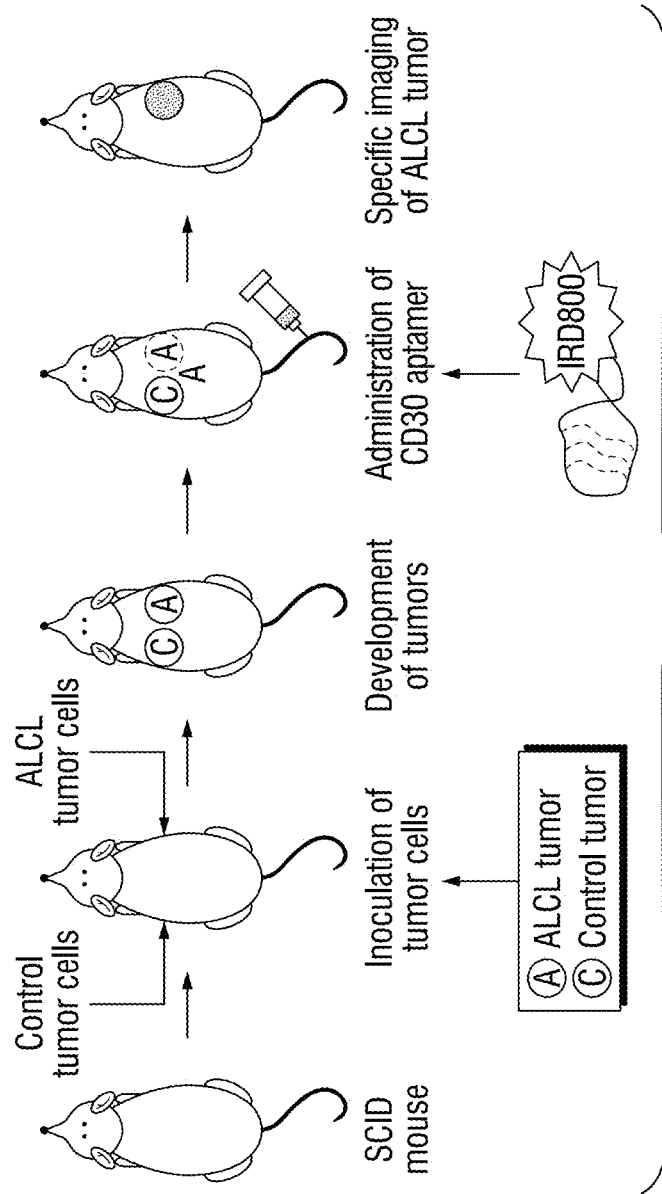 Control
tumor cells
ALCL
tumor cells
C
A
C
A
A
SCID
mouse
Inoculation of
tumor cells
Development
of tumors
Administration of
CD30 aptamer
Specific imaging
of ALCL tumor
A ALCL tumor
C Control tumor
IRD800